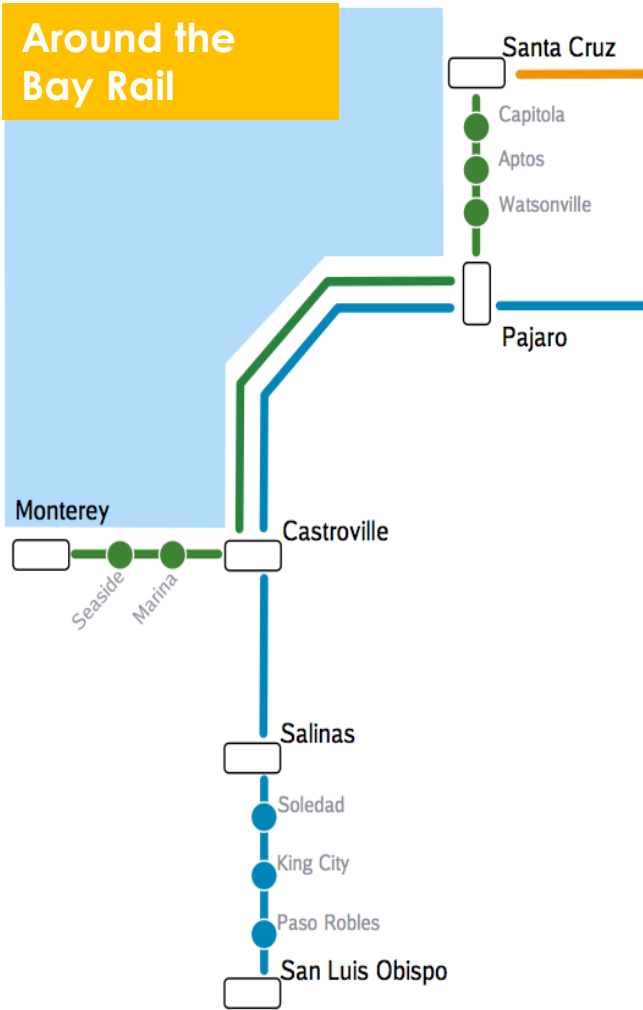 Around the
Bay Rail
Santa Cruz
Capitola
Aptos
Watsonville
Pajaro
Monterey
Castroville
Seaside
Marina
Salinas
Soledad
King City
Paso Robles
San Luis Obispo